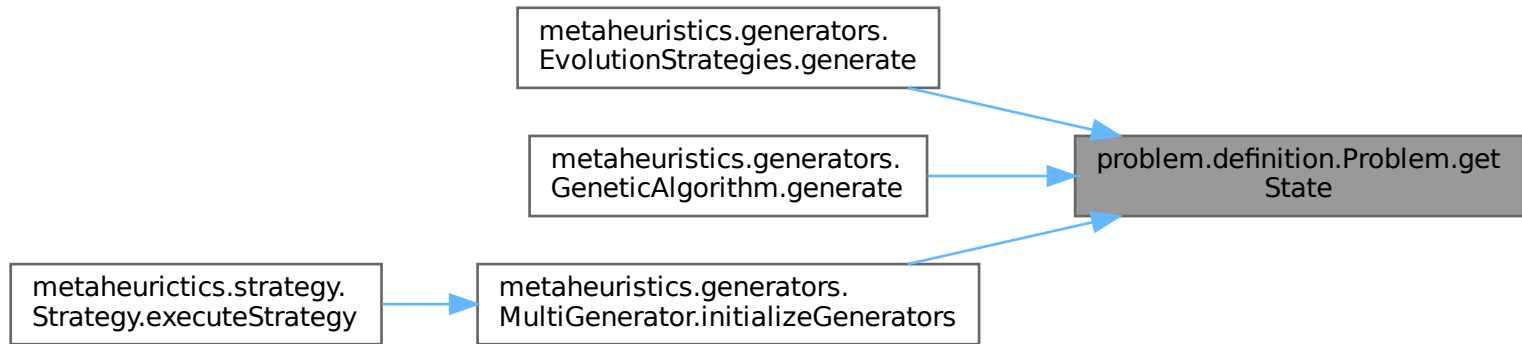 metaheuristics.generators.
EvolutionStrategies.generate
metaheuristics.generators.
GeneticAlgorithm.generate
problem.definition.Problem.get
State
metaheurictics.strategy.
Strategy.executeStrategy
metaheuristics.generators.
MultiGenerator.initializeGenerators